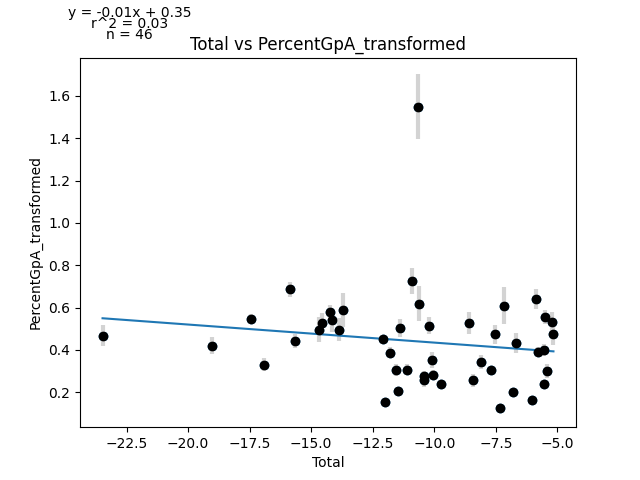 y = -0.01x + 0.35
r^2 = 0.03
n = 46
Total vs PercentGpA_transformed
PercentGpA_transformed
1.6
1.4
1.2
1.0
0.8
0.6
0.4
0.2
−22.5 −20.0 −17.5 −15.0 −12.5 −10.0 −7.5 −5.0
Total